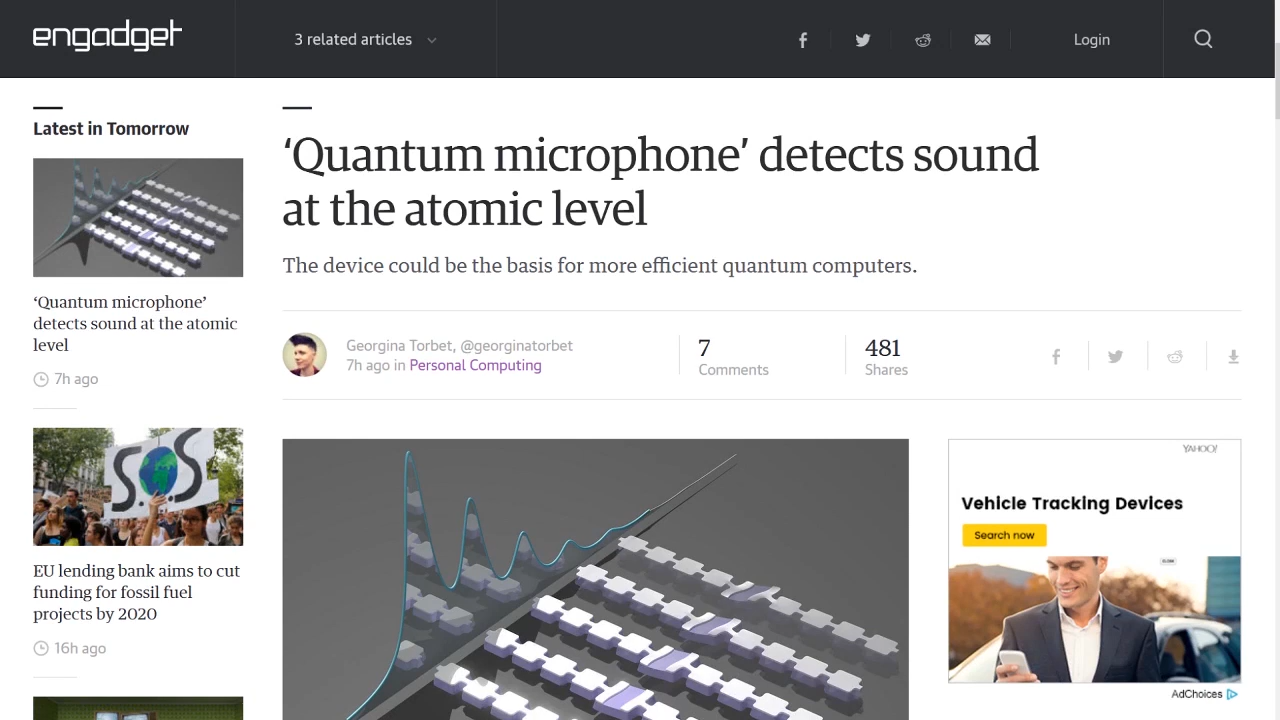 engadget
3 related articles
Login
Latest in Tomorrow
‘Quantum microphone’
detects sound at the atomic
level
7h ago
SOS
EU lending bank aims to cut
funding for fossil fuel
projects by 2020
16h ago
‘Quantum microphone’ detects sound
at the atomic level
The device could be the basis for more efficient quantum computers.
Georgina Torbet, @georginatorbet
7h ago in Personal Computing
7
Comments
481
Shares
YAHOO!
Vehicle Tracking Devices
Search now
CLOSE
AdChoices